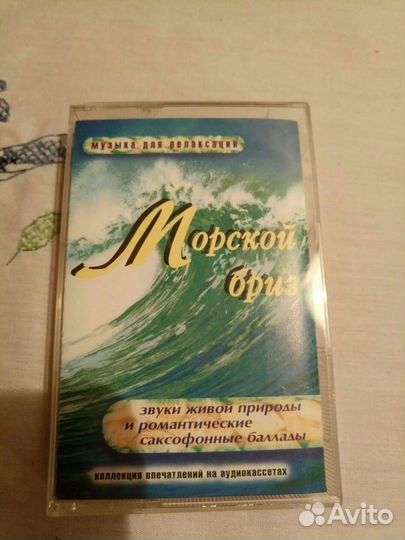 музыка для релаксации
Морской
бриз
звуки живой природы
и романтические
саксофонные баллады
коллекция впечатлений на аудиокассетах
Avito